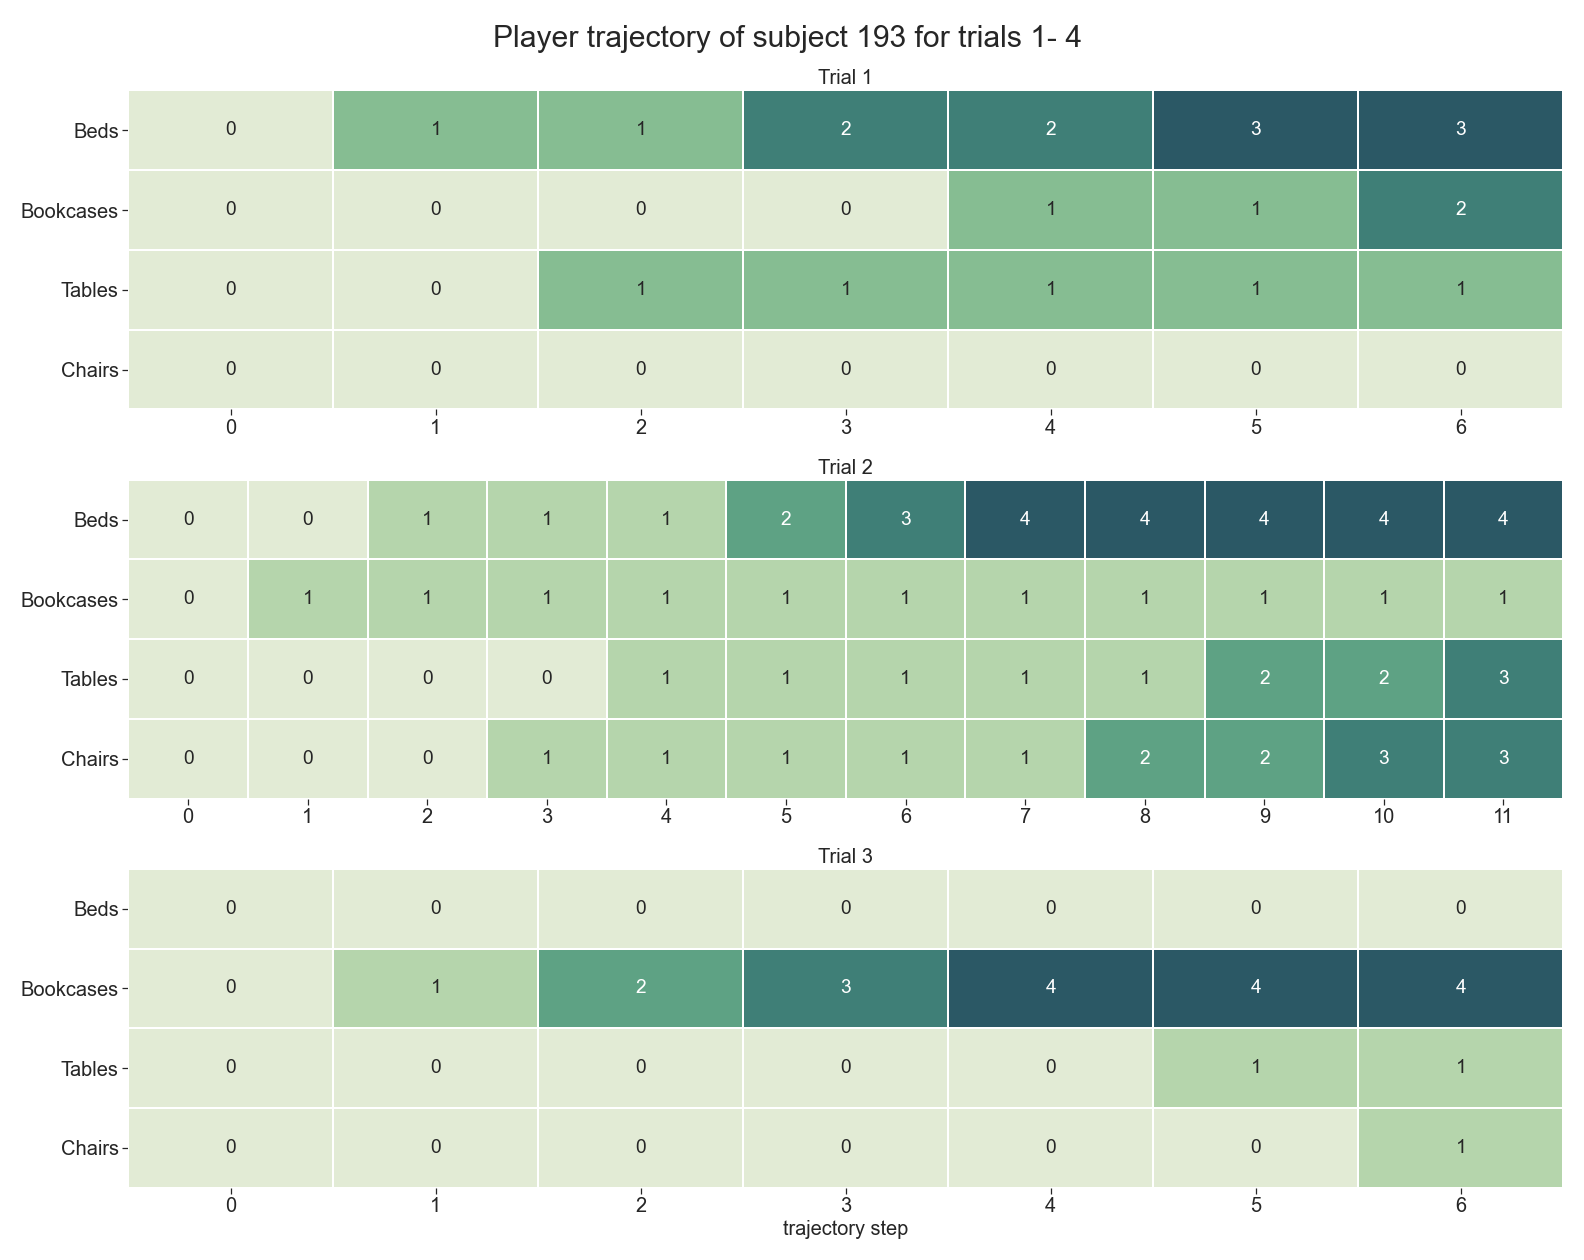 Player trajectory of subject 193 for trials 1- 4
Trial 1
Beds 0 1 1 2 2 3 3
Bookcases 0 0 0 0 1 1 2
Tables 0 0 1 1 1 1 1
Chairs 0 0 0 0 0 0 0
0 1 2 3 4 5 6
Trial 2
Beds 0 0 1 1 1 2 3 4 4 4 4 4
Bookcases 0 1 1 1 1 1 1 1 1 1 1 1
Tables 0 0 0 0 1 1 1 1 1 2 2 3
Chairs 0 0 0 1 1 1 1 1 2 2 3 3
0 1 2 3 4 5 6 7 8 9 10 11
Trial 3
Beds 0 0 0 0 0 0 0
Bookcases 0 1 2 3 4 4 4
Tables 0 0 0 0 0 1 1
Chairs 0 0 0 0 0 0 1
0 1 2 3 4 5 6
trajectory step